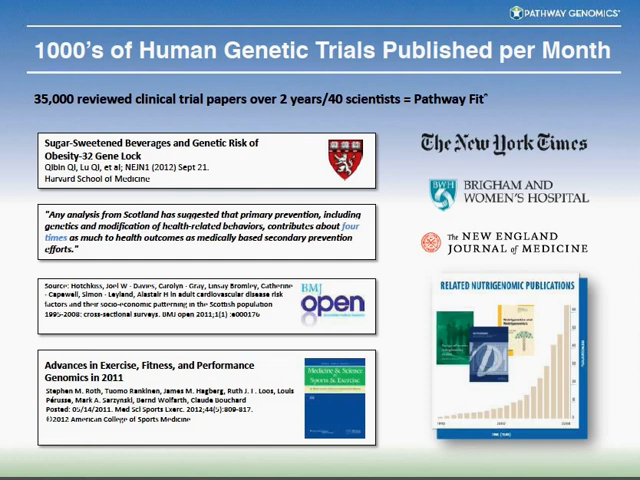 PATHWAY GENOMICS
1000's of Human Genetic Trials Published per Month
35,000 reviewed clinical trial papers over 2 years/40 scientists = Pathway Fit
Sugar-Sweetened Beverages and Genetic Risk of
Obesity-32 Gene Lock
Qibin Qi, Lu Qi, et al; NEJN1 (2012) Sept 21.
Harvard School of Medicine
"Any analysis from Scotland has suggested that primary prevention, including
genetics and modification of health-related behaviors, contributes about four
times as much to health outcomes as medically based secondary prevention
efforts."
Source: Hotchkiss, Joel W - Davies, Carolyn - Gray, Linsay Bromley, Catherine
- Capewell, Simon - Leyland, Alastair H in adult cardiovascular disease risk
factors and their socio-economic patterning in the Scottish population
1995-2008: cross-sectional surveys. BMJ open 2011;1(1) :e000176
BMJ
open
Advances in Exercise, Fitness, and Performance
Genomics in 2011
Stephen M. Roth, Tuomo Rankinen, James M. Hagberg, Ruth J. F. Loos, Louis
Pérusse, Mark A. Sarzynski, Bernd Wolfarth, Claude Bouchard
Posted: 05/14/2011. Med Sci Sports Exerc. 2012;44(5):809-817.
©2012 American College of Sports Medicine
Medicine & Science
Sports & Exercise
The New York Times
BWH
BRIGHAM AND
WOMEN'S HOSPITAL
The NEW ENGLAND
JOURNAL of MEDICINE
RELATED NUTRIGENOMIC PUBLICATIONS